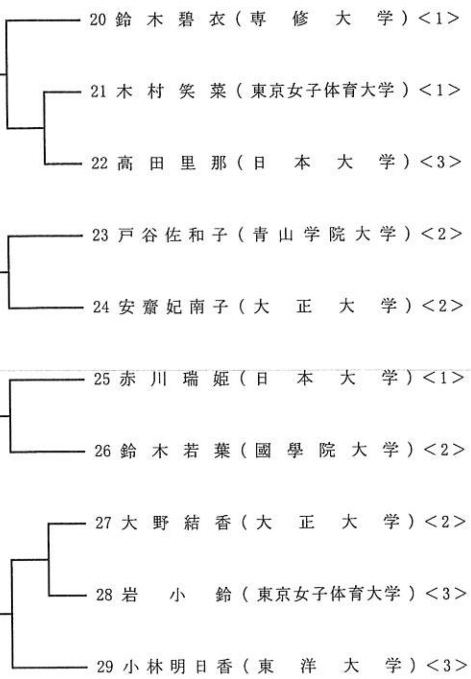 20 鈴木碧衣(専修大学)<1>
21 木村笑菜(東京女子体育大学)<1>
22 高田里那(日本大学)<3>
23 戸谷佐和子(青山学院大学)<2>
24 安齋妃南子(大正大学)<2>
25 赤川瑞姫(日本大学)<1>
26 鈴木若葉(國學院大学)<2>
27 大野結香(大正大学)<2>
28 岩小鈴(東京女子体育大学)<3>
29 小林明日香(東洋大学)<3>